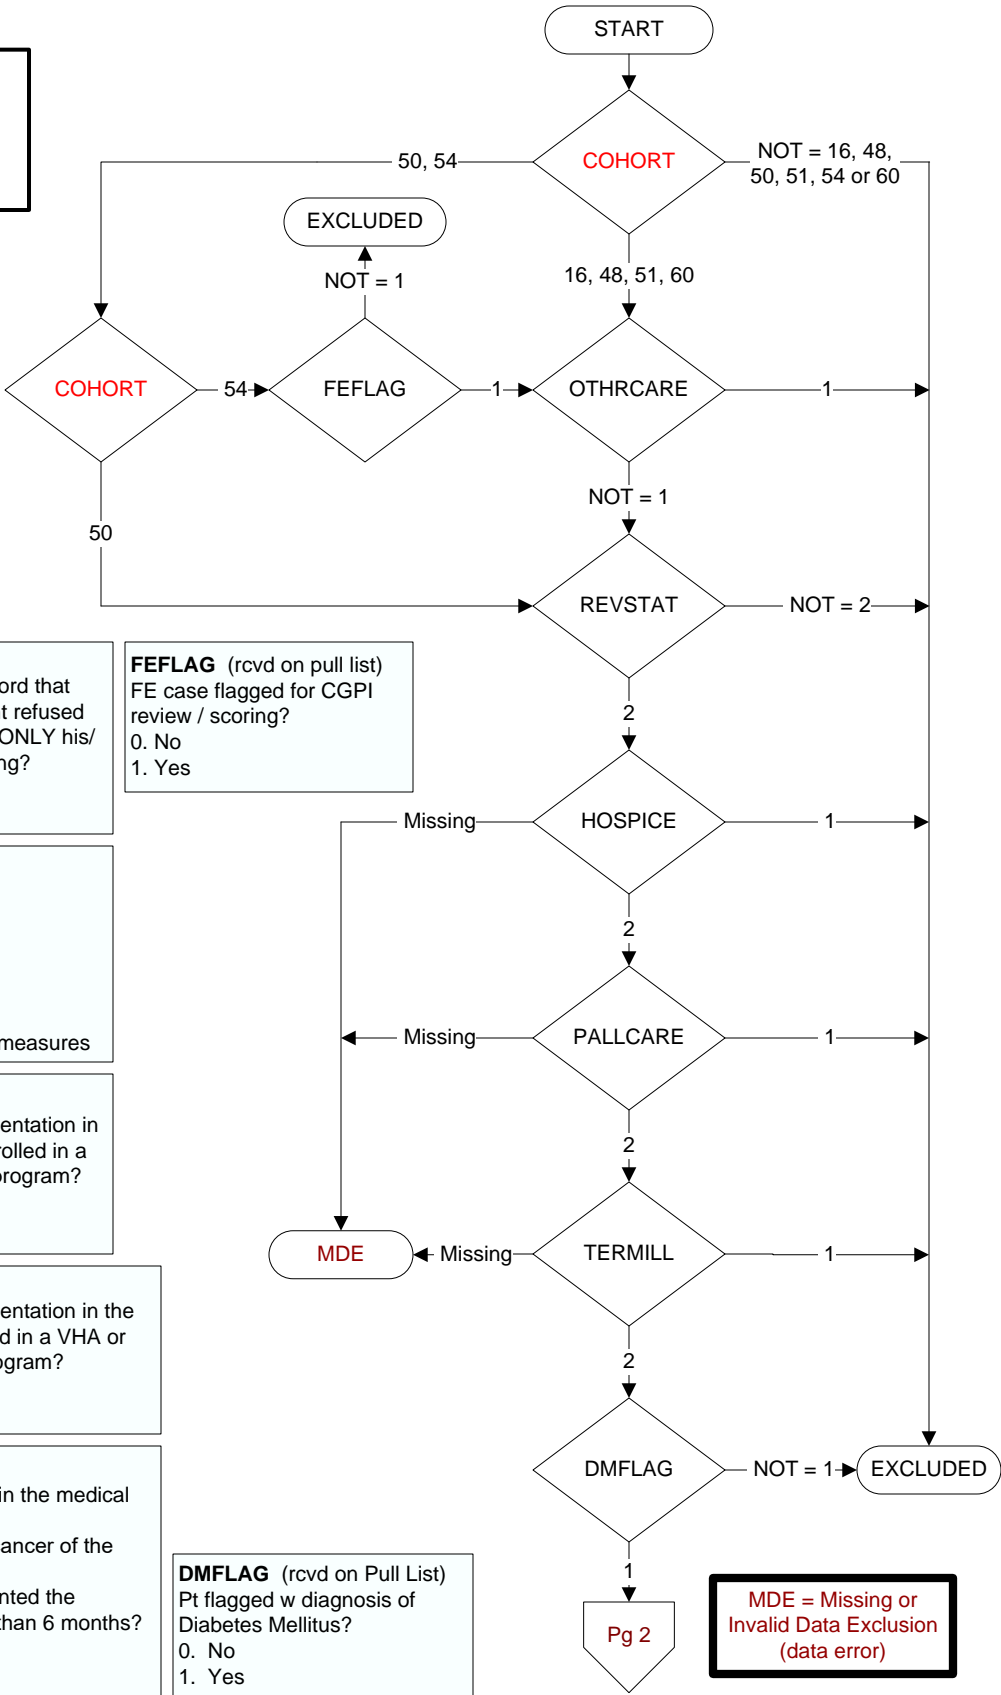 START
COHORT
50, 54
NOT = 16, 48,
50, 51, 54 or 60
EXCLUDED
NOT = 1
16, 48, 51, 60
COHORT
54
FEFLAG
1
OTHRCARE
1
NOT = 1
50
REVSTAT
NOT = 2
2
ord that
t refused
ONLY his/
ng?
FEFLAG (rcvd on pull list)
FE case flagged for CGPI
review / scoring?
0. No
1. Yes
Missing
HOSPICE
1
2
measures
Missing
PALLCARE
1
2
entation in
rolled in a
program?
MDE
Missing
TERMILL
1
2
entation in the
d in a VHA or
ogram?
DMFLAG
NOT = 1
EXCLUDED
1
in the medical
ancer of the
nted the
than 6 months?
DMFLAG (rcvd on Pull List)
Pt flagged w diagnosis of
Diabetes Mellitus?
0. No
1. Yes
Pg 2
MDE = Missing or
Invalid Data Exclusion
(data error)